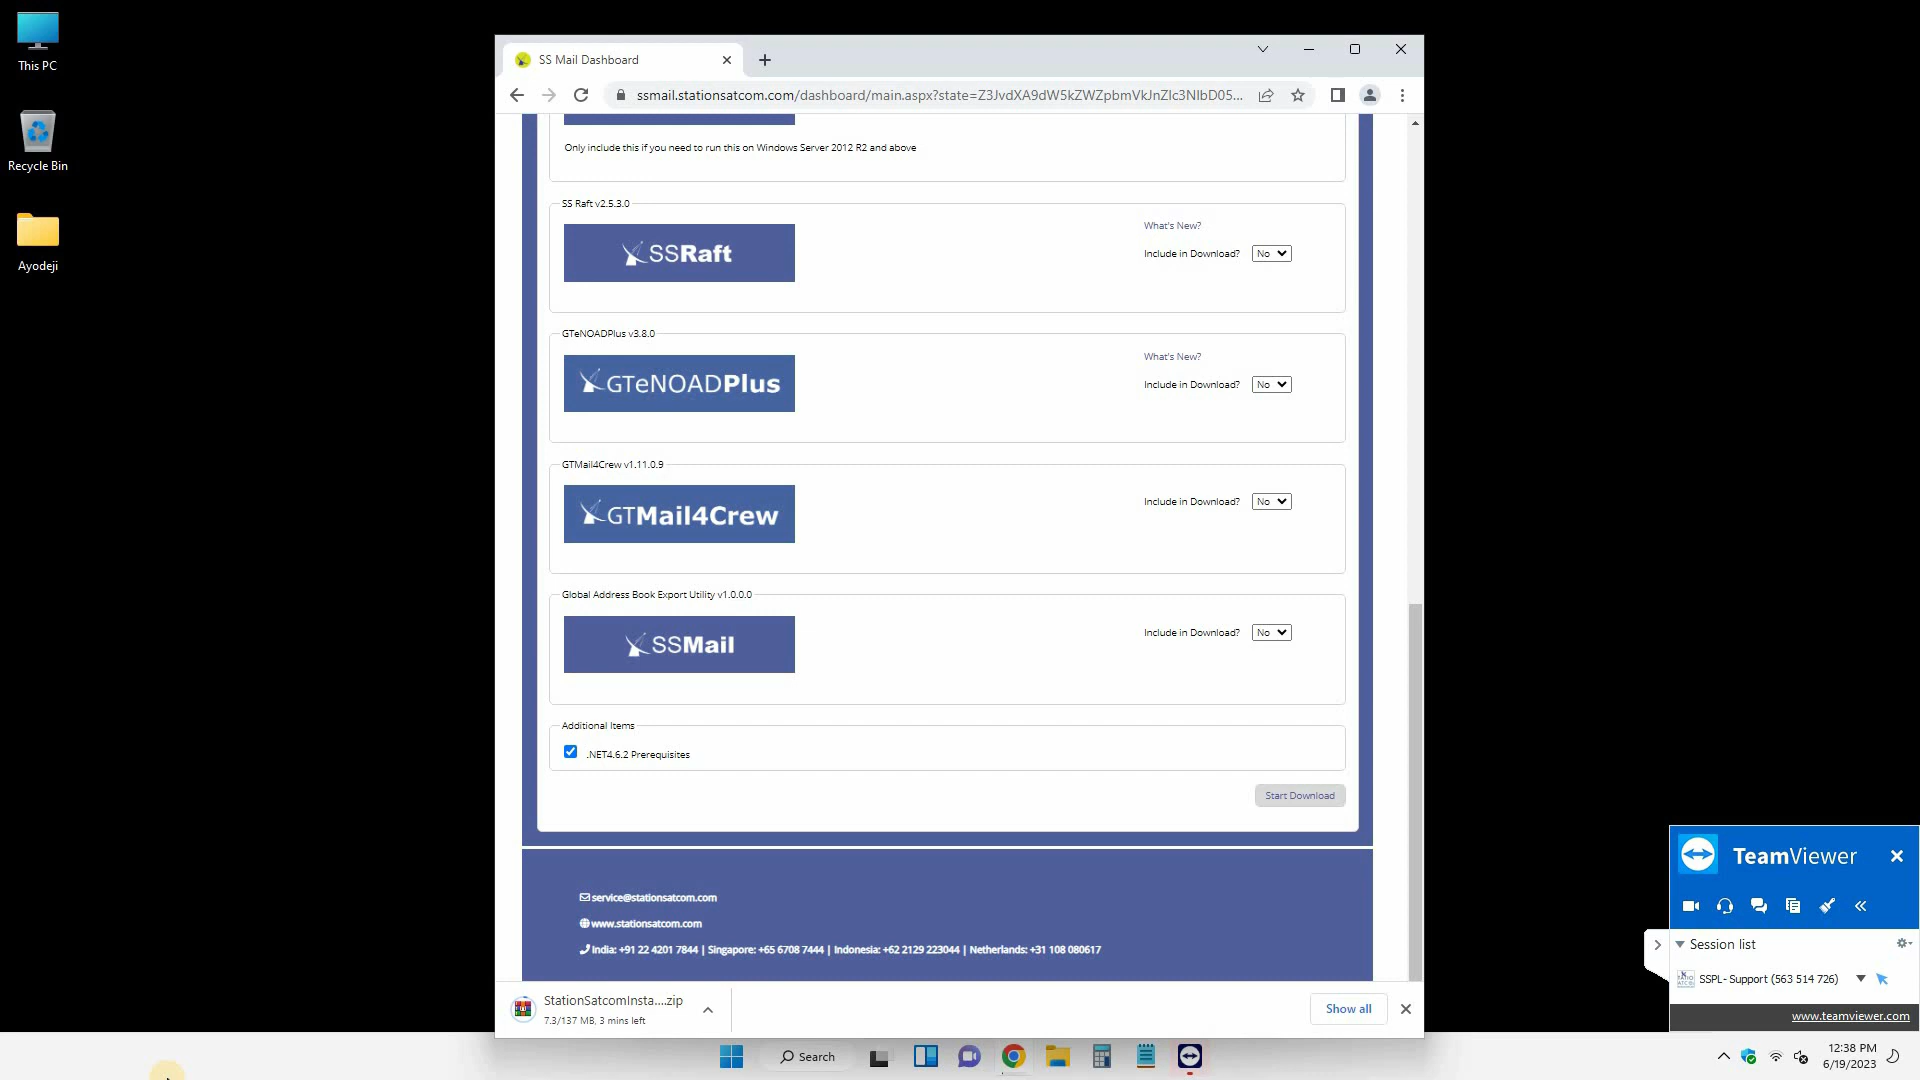 This PC
Recycle Bin
Ayodeji
SS Mail Dashboard
ssmail.stationsatcom.com/dashboard/main.aspx?state=Z3JvdXA9dW5kZWZpbmVkJnZlc3NlbD05...
Only include this if you need to run this on Windows Server 2012 R2 and above
SS Raft v2.5.3.0
SSRaft
What's New?
Include in Download? No
GTeNOADPlus v3.8.0
GTeNOADPlus
What's New?
Include in Download? No
GTMail4Crew v1.11.0.9
GTMail4Crew
Include in Download? No
Global Address Book Export Utility v1.0.0.0
SSMail
Include in Download? No
Additional Items
.NET4.6.2 Prerequisites
Start Download
service@stationsatcom.com
www.stationsatcom.com
India: +91 22 4201 7844 | Singapore: +65 6708 7444 | Indonesia: +62 2129 223044 | Netherlands: +31 108 080617
StationSatcomInsta....zip
7.3/137 MB, 3 mins left
Show all
TeamViewer
Session list
SSPL- Support (563 514 726)
www.teamviewer.com
Search
12:38 PM
6/19/2023